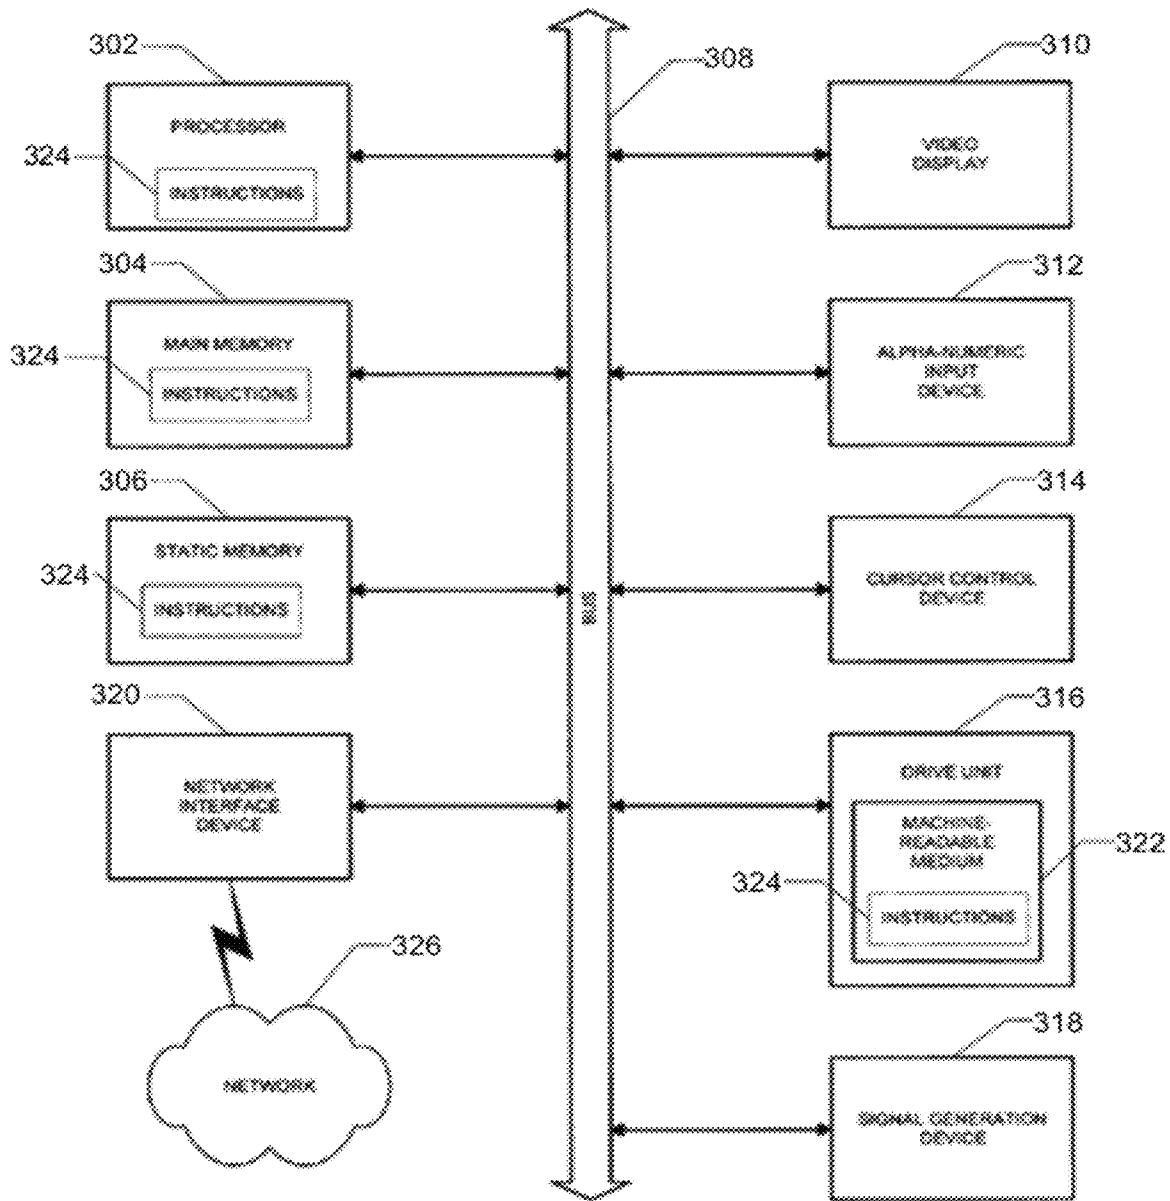 302
PROCESSOR
324
INSTRUCTIONS
304
MAIN MEMORY
324
INSTRUCTIONS
306
STATIC MEMORY
324
INSTRUCTIONS
320
NETWORK
INTERFACE
DEVICE
326
NETWORK
308
BUS
310
VIDEO
DISPLAY
312
ALPHA-NUMERIC
INPUT
DEVICE
314
CURSOR CONTROL
DEVICE
316
DRIVE UNIT
MACHINE-
READABLE
MEDIUM
322
324
INSTRUCTIONS
318
SIGNAL GENERATION
DEVICE